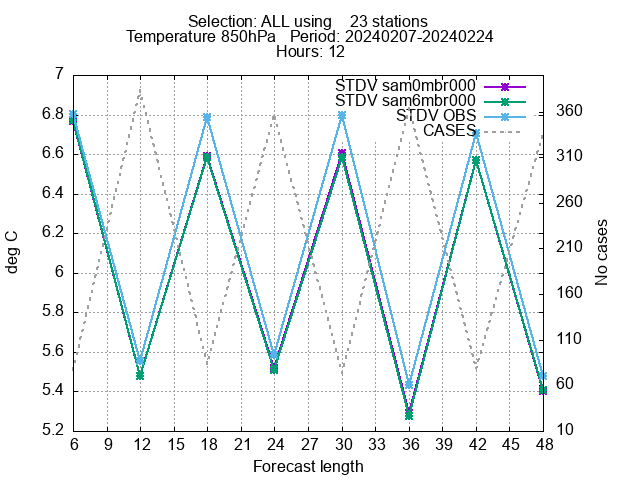 Selection: ALL using    23 stations
Temperature 850hPa   Period: 20240207-20240224
Hours: 12
STDV sam0mbr000
STDV sam6mbr000
STDV OBS
CASES
7
6.8
6.6
6.4
6.2
6
5.8
5.6
5.4
5.2
deg C
360
310
260
210
160
110
60
10
No cases
6 9 12 15 18 21 24 27 30 33 36 39 42 45 48
Forecast length